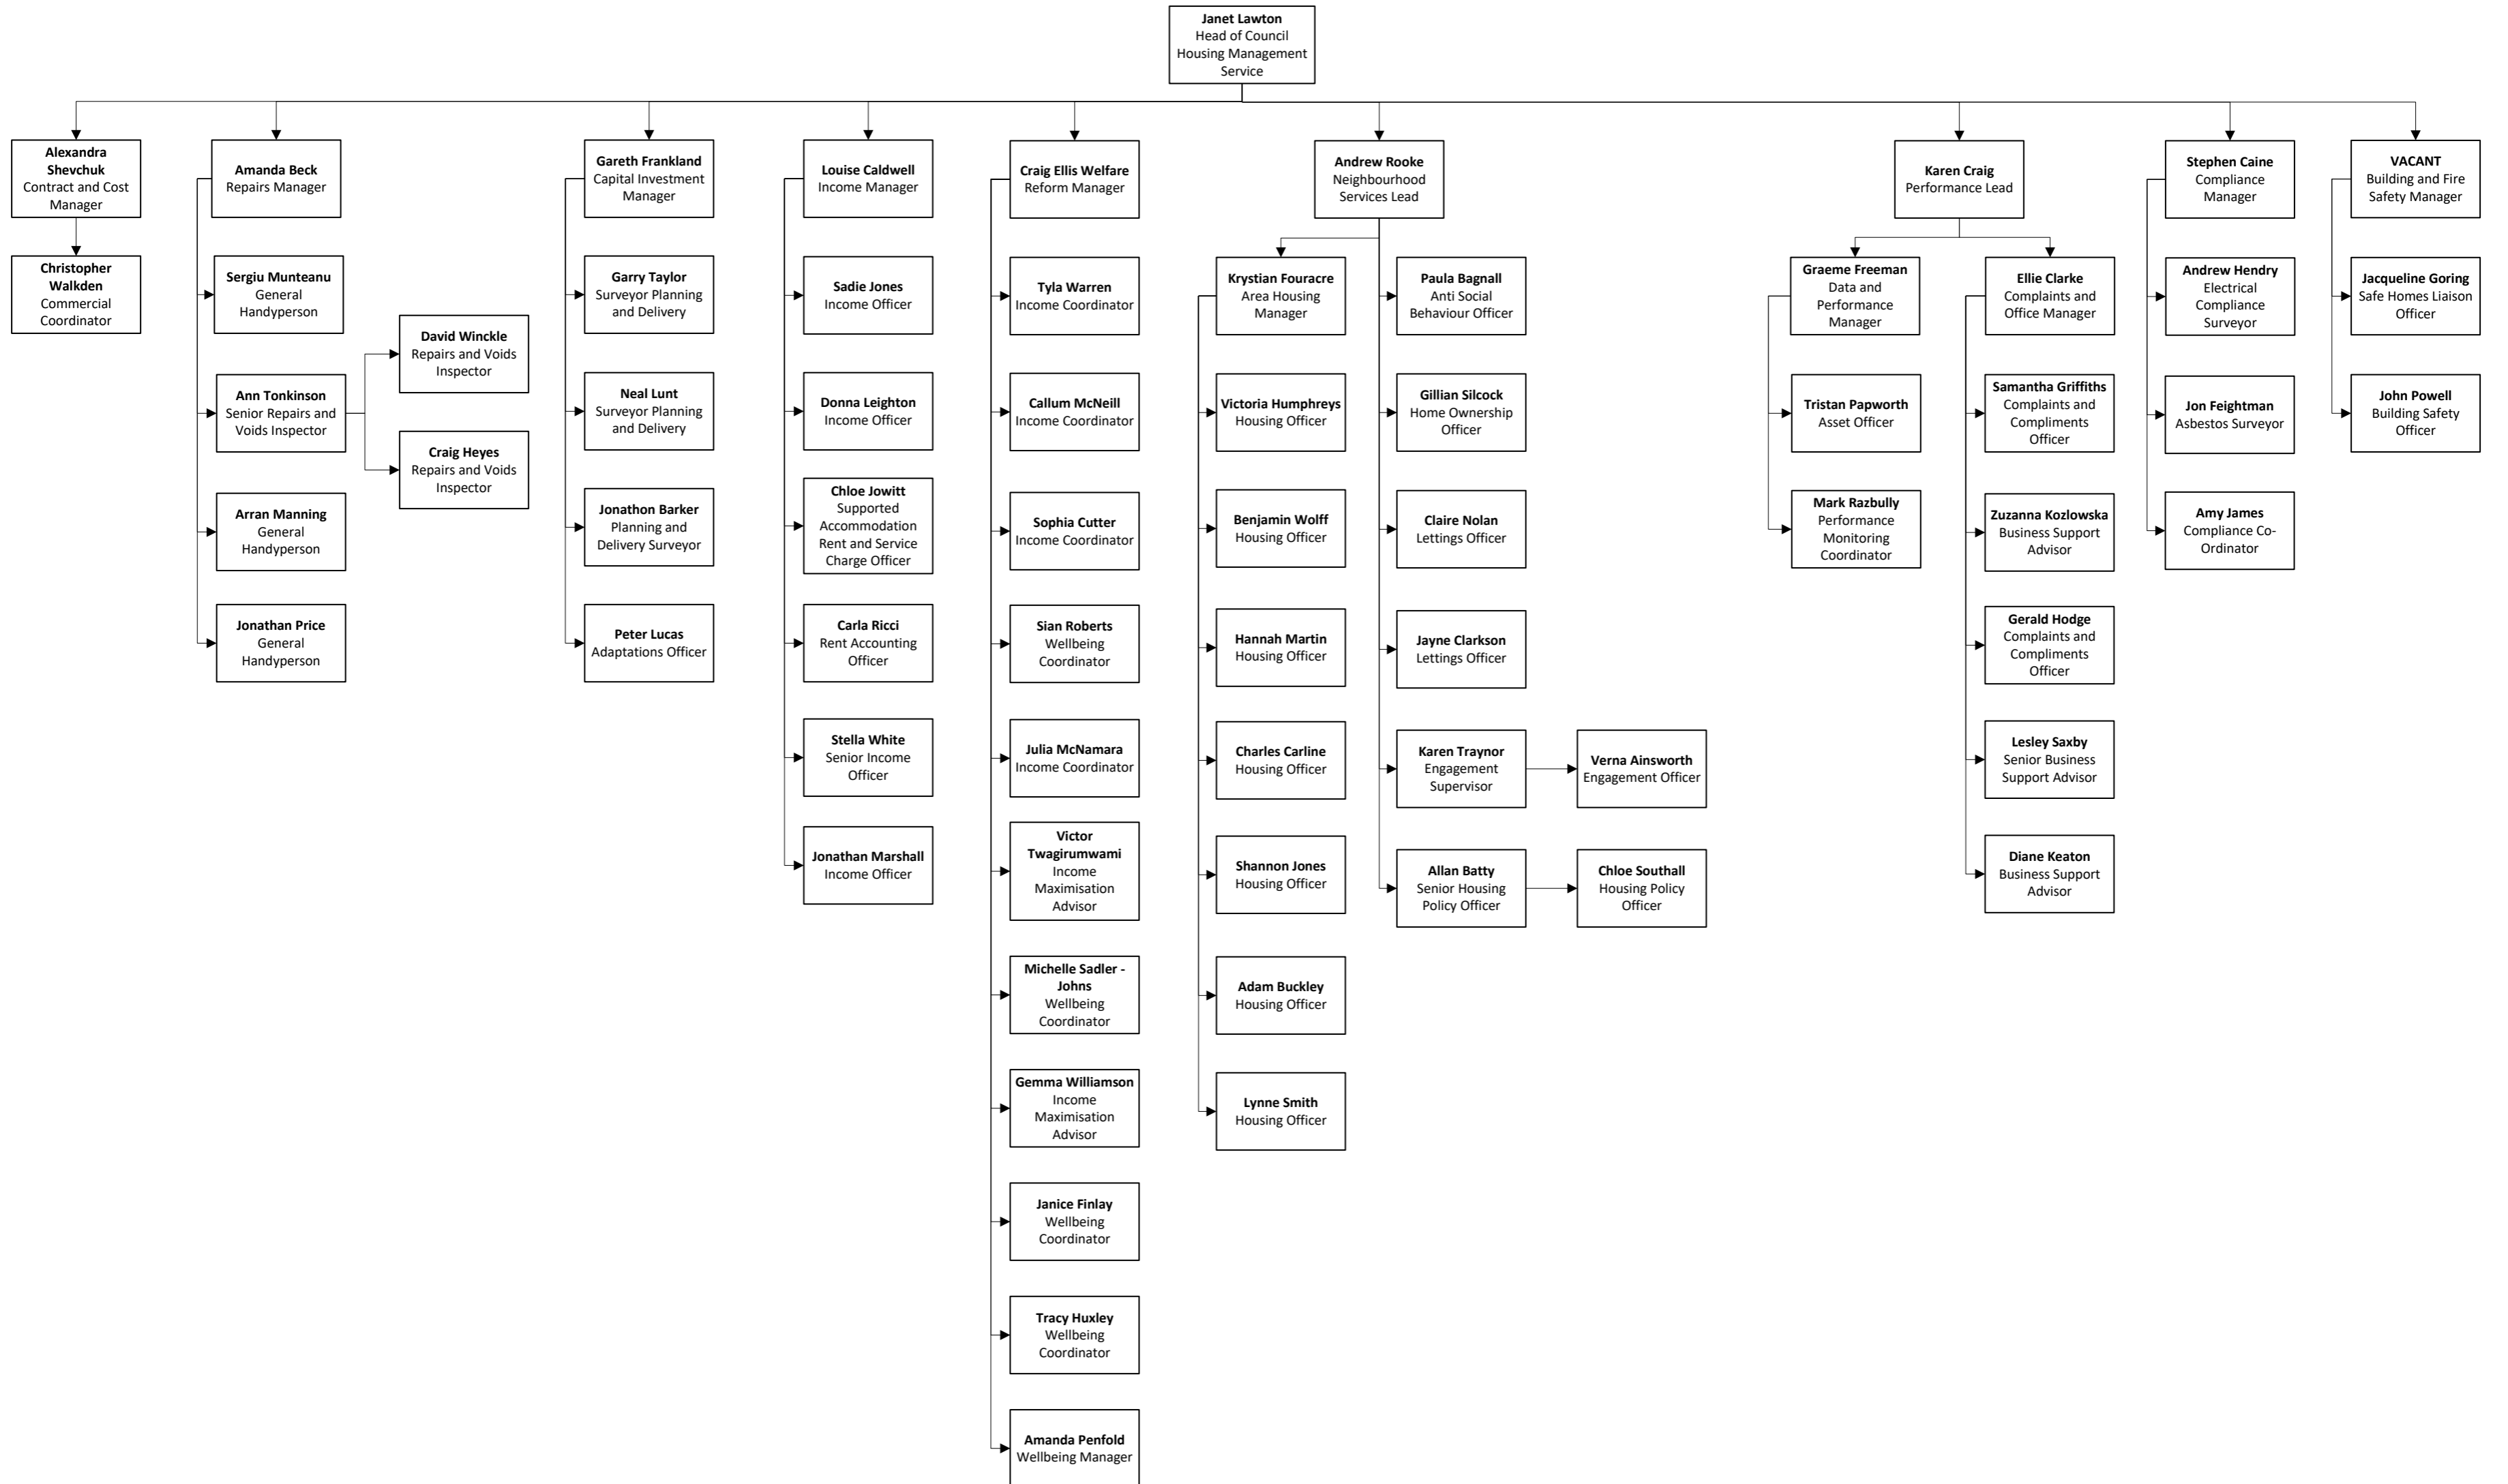 Janet Lawton
Head of Council
Housing Management
Service
Alexandra
Shevchuk
Contract and Cost
Manager
Christopher
Walkden
Commercial
Coordinator
Amanda Beck
Repairs Manager
Sergiu Munteanu
General
Handyperson
Ann Tonkinson
Senior Repairs and
Voids Inspector
David Winckle
Repairs and Voids
Inspector
Craig Heyes
Repairs and Voids
Inspector
Arran Manning
General
Handyperson
Jonathan Price
General
Handyperson
Gareth Frankland
Capital Investment
Manager
Garry Taylor
Surveyor Planning
and Delivery
Neal Lunt
Surveyor Planning
and Delivery
Jonathon Barker
Planning and
Delivery Surveyor
Peter Lucas
Adaptations Officer
Louise Caldwell
Income Manager
Sadie Jones
Income Officer
Donna Leighton
Income Officer
Chloe Jowitt
Supported
Accommodation
Rent and Service
Charge Officer
Carla Ricci
Rent Accounting
Officer
Stella White
Senior Income
Officer
Jonathan Marshall
Income Officer
Craig Ellis Welfare
Reform Manager
Tyla Warren
Income Coordinator
Callum McNeill
Income Coordinator
Sophia Cutter
Income Coordinator
Sian Roberts
Wellbeing
Coordinator
Julia McNamara
Income Coordinator
Victor
Twagirumwami
Income
Maximisation
Advisor
Michelle Sadler -
Johns
Wellbeing
Coordinator
Gemma Williamson
Income
Maximisation
Advisor
Janice Finlay
Wellbeing
Coordinator
Tracy Huxley
Wellbeing
Coordinator
Amanda Penfold
Wellbeing Manager
Andrew Rooke
Neighbourhood
Services Lead
Krystian Fouracre
Area Housing
Manager
Victoria Humphreys
Housing Officer
Benjamin Wolff
Housing Officer
Hannah Martin
Housing Officer
Charles Carline
Housing Officer
Shannon Jones
Housing Officer
Adam Buckley
Housing Officer
Lynne Smith
Housing Officer
Paula Bagnall
Anti Social
Behaviour Officer
Gillian Silcock
Home Ownership
Officer
Claire Nolan
Lettings Officer
Jayne Clarkson
Lettings Officer
Karen Traynor
Engagement
Supervisor
Verna Ainsworth
Engagement Officer
Allan Batty
Senior Housing
Policy Officer
Chloe Southall
Housing Policy
Officer
Karen Craig
Performance Lead
Graeme Freeman
Data and
Performance
Manager
Tristan Papworth
Asset Officer
Mark Razbully
Performance
Monitoring
Coordinator
Ellie Clarke
Complaints and
Office Manager
Samantha Griffiths
Complaints and
Compliments
Officer
Zuzanna Kozlowska
Business Support
Advisor
Gerald Hodge
Complaints and
Compliments
Officer
Lesley Saxby
Senior Business
Support Advisor
Diane Keaton
Business Support
Advisor
Stephen Caine
Compliance
Manager
Andrew Hendry
Electrical
Compliance
Surveyor
Jon Feightman
Asbestos Surveyor
Amy James
Compliance Co-
Ordinator
VACANT
Building and Fire
Safety Manager
Jacqueline Goring
Safe Homes Liaison
Officer
John Powell
Building Safety
Officer